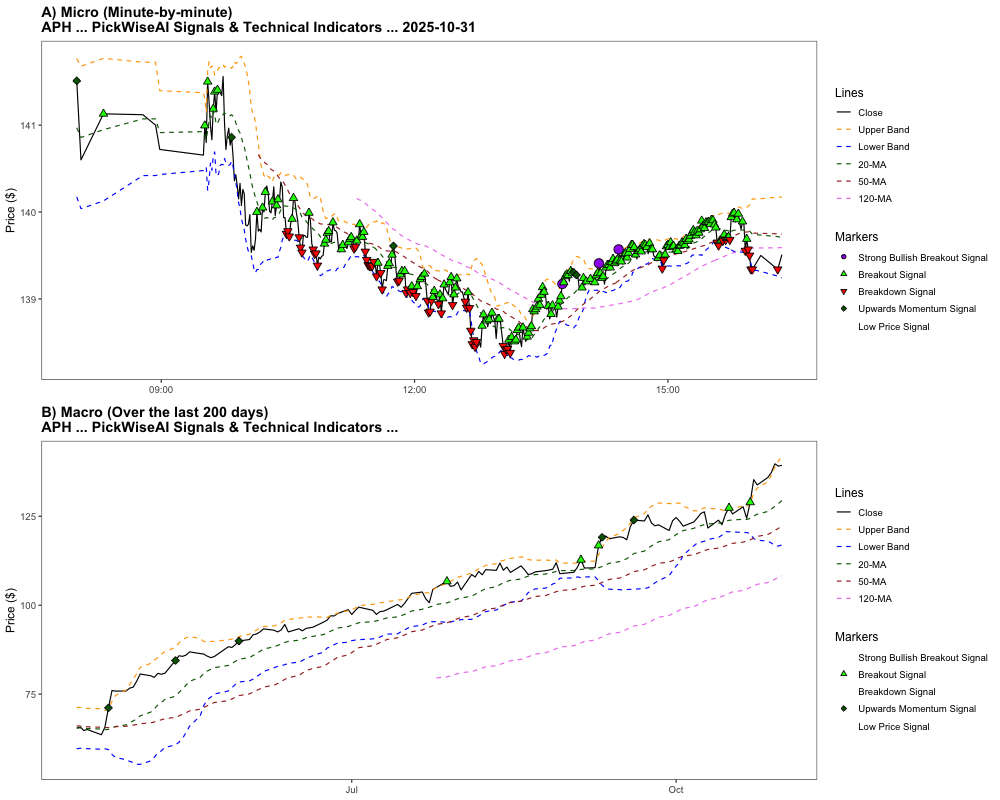 A) Micro (Minute-by-minute)
APH ... PickWiseAI Signals & Technical Indicators ... 2025-10-31
Price ($)
141
140
139
09:00
12:00
15:00
Lines
Close
Upper Band
Lower Band
20-MA
50-MA
120-MA
Markers
Strong Bullish Breakout Signal
Breakout Signal
Breakdown Signal
Upwards Momentum Signal
Low Price Signal
B) Macro (Over the last 200 days)
APH ... PickWiseAI Signals & Technical Indicators ...
Price ($)
125
100
75
Jul
Oct
Lines
Close
Upper Band
Lower Band
20-MA
50-MA
120-MA
Markers
Strong Bullish Breakout Signal
Breakout Signal
Breakdown Signal
Upwards Momentum Signal
Low Price Signal